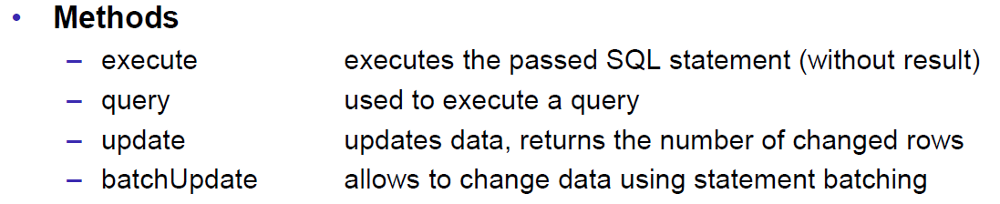 • Methods
– execute executes the passed SQL statement (without result)
– query used to execute a query
– update updates data, returns the number of changed rows
– batchUpdate allows to change data using statement batching